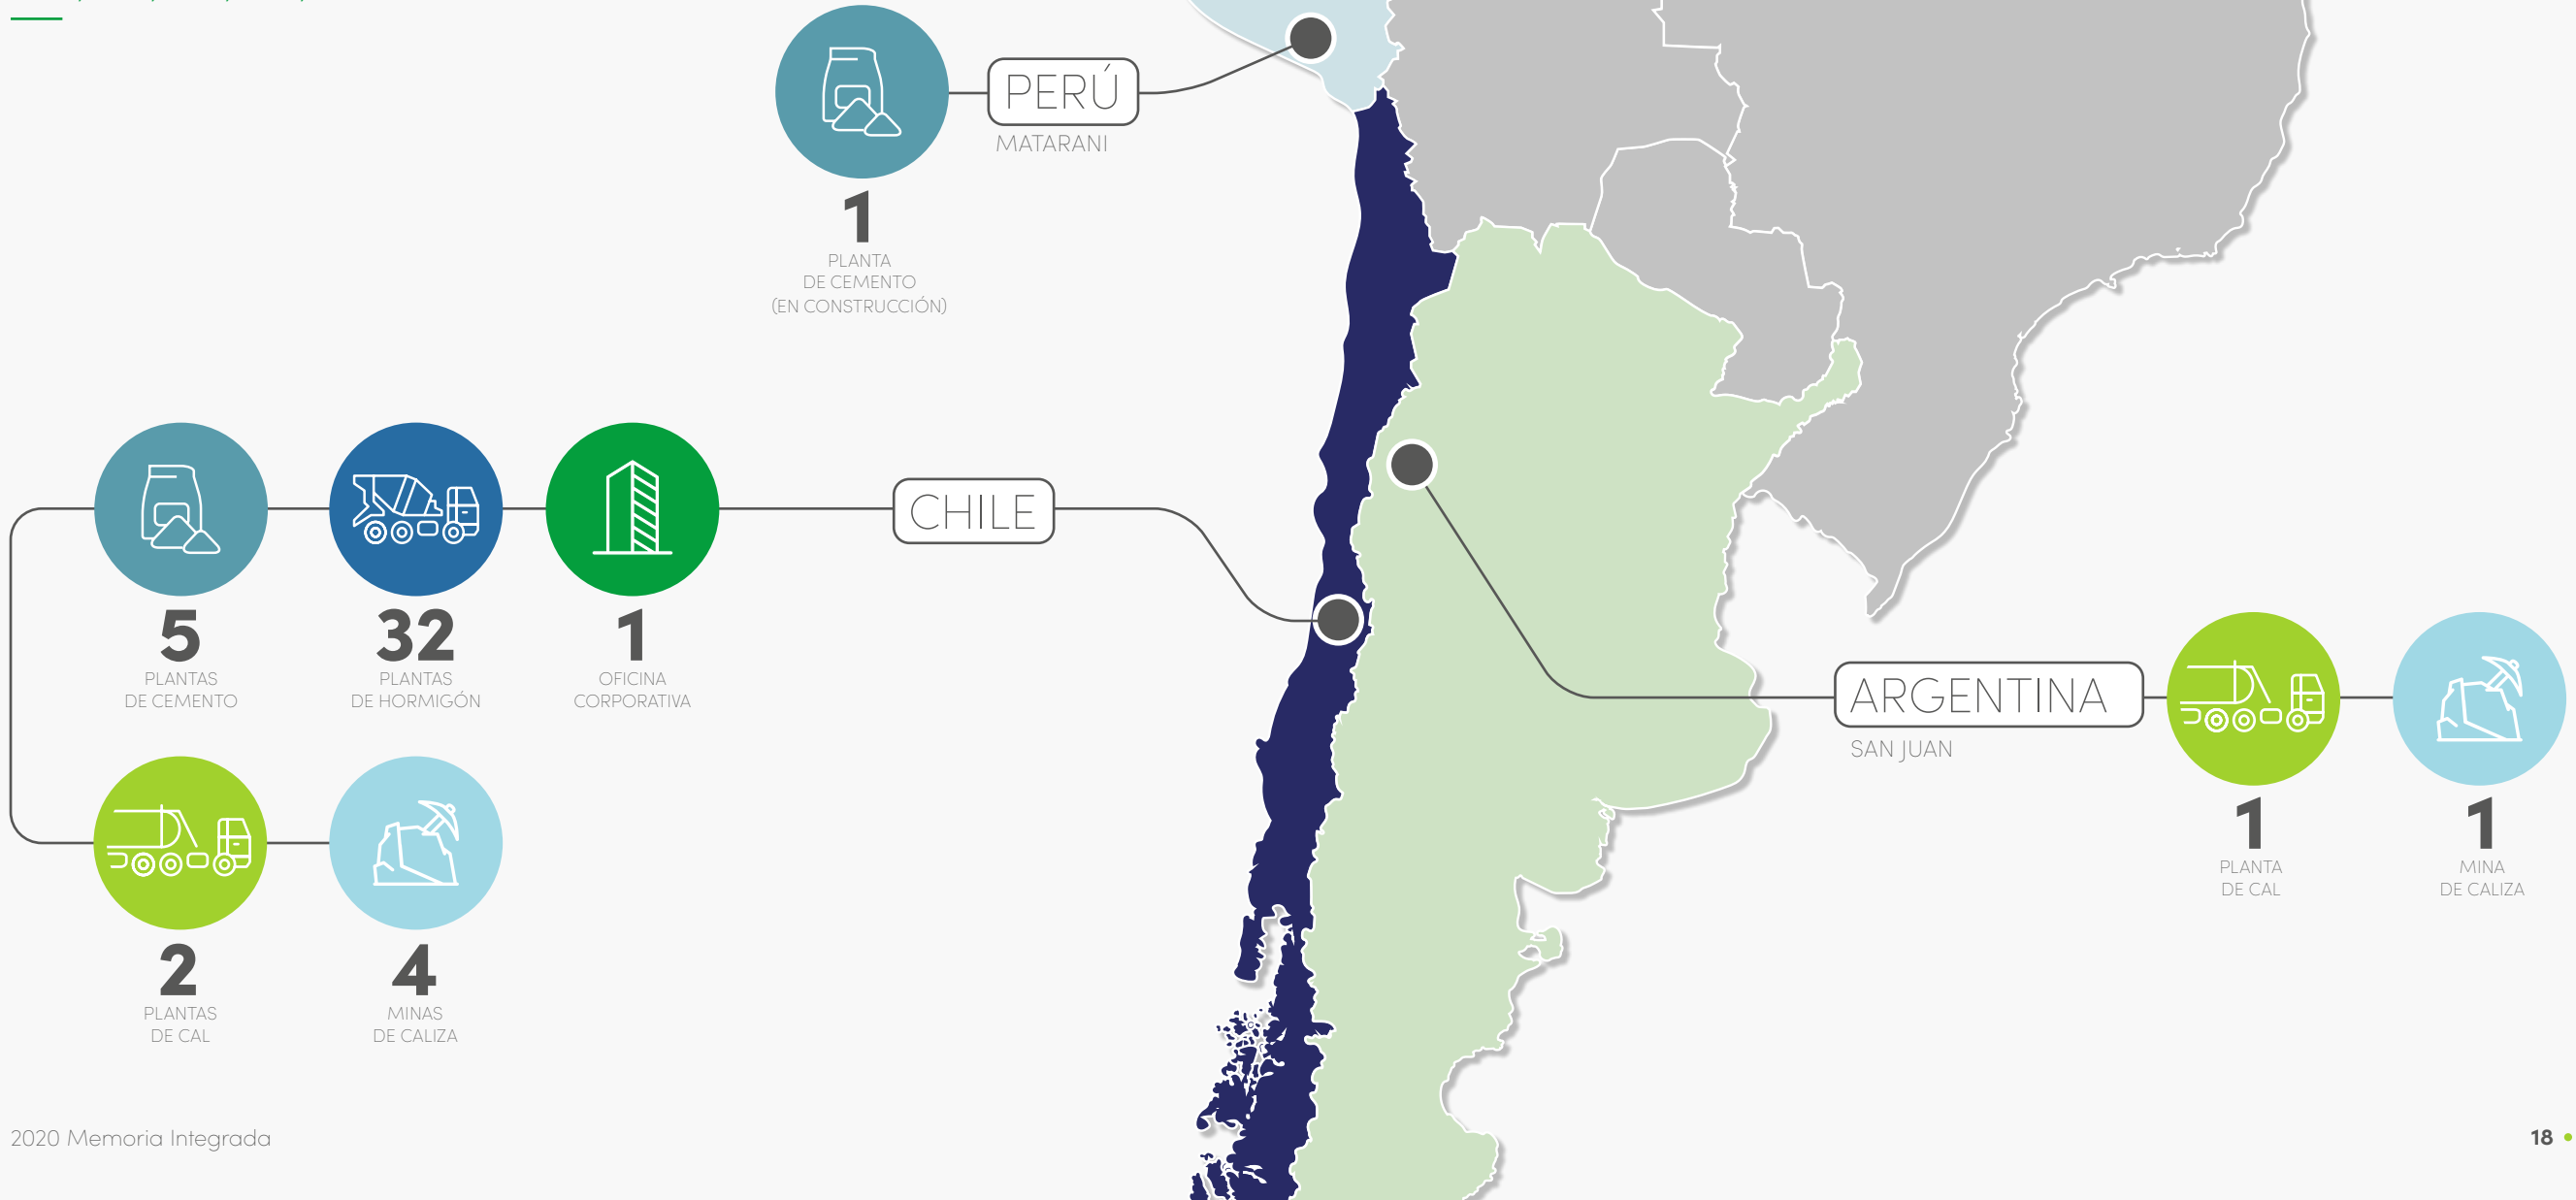 PERÚ
MATARANI
1
PLANTA
DE CEMENTO
(EN CONSTRUCCIÓN)
CHILE
5
PLANTAS
DE CEMENTO
32
PLANTAS
DE HORMIGÓN
1
OFICINA
CORPORATIVA
2
PLANTAS
DE CAL
4
MINAS
DE CALIZA
ARGENTINA
SAN JUAN
1
PLANTA
DE CAL
1
MINA
DE CALIZA
2020 Memoria Integrada
18